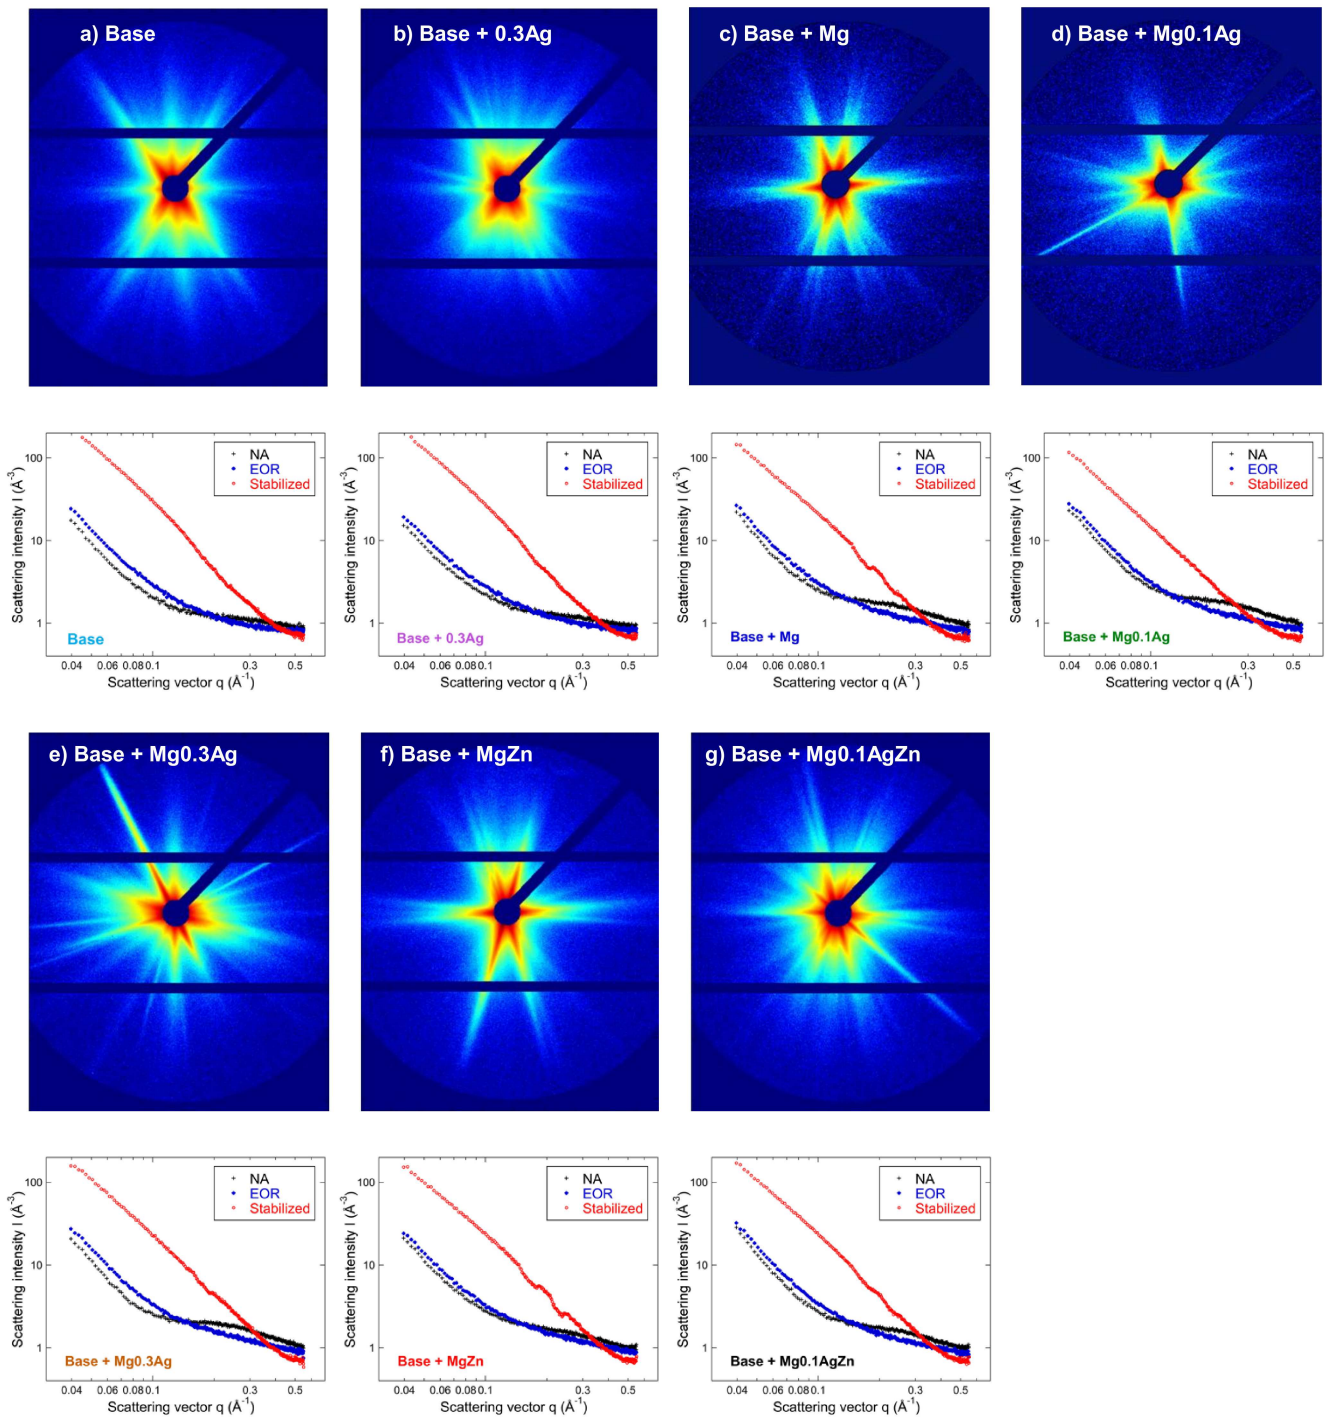 a) Base
b) Base + 0.3Ag
c) Base + Mg
d) Base + Mg0.1Ag
Scattering intensity I (Å⁻³)
100
10
1
NA
EOR
Stabilized
Base
0.04 0.06 0.08 0.1 0.3 0.5
Scattering vector q (Å⁻¹)
Scattering intensity I (Å⁻³)
100
10
1
NA
EOR
Stabilized
Base + 0.3Ag
0.04 0.06 0.08 0.1 0.3 0.5
Scattering vector q (Å⁻¹)
Scattering intensity I (Å⁻³)
100
10
1
NA
EOR
Stabilized
Base + Mg
0.04 0.06 0.08 0.1 0.3 0.5
Scattering vector q (Å⁻¹)
Scattering intensity I (Å⁻³)
100
10
1
NA
EOR
Stabilized
Base + Mg0.1Ag
0.04 0.06 0.08 0.1 0.3 0.5
Scattering vector q (Å⁻¹)
e) Base + Mg0.3Ag
f) Base + MgZn
g) Base + Mg0.1AgZn
Scattering intensity I (Å⁻³)
100
10
1
NA
EOR
Stabilized
Base + Mg0.3Ag
0.04 0.06 0.08 0.1 0.3 0.5
Scattering vector q (Å⁻¹)
Scattering intensity I (Å⁻³)
100
10
1
NA
EOR
Stabilized
Base + MgZn
0.04 0.06 0.08 0.1 0.3 0.5
Scattering vector q (Å⁻¹)
Scattering intensity I (Å⁻³)
100
10
1
NA
EOR
Stabilized
Base + Mg0.1AgZn
0.04 0.06 0.08 0.1 0.3 0.5
Scattering vector q (Å⁻¹)